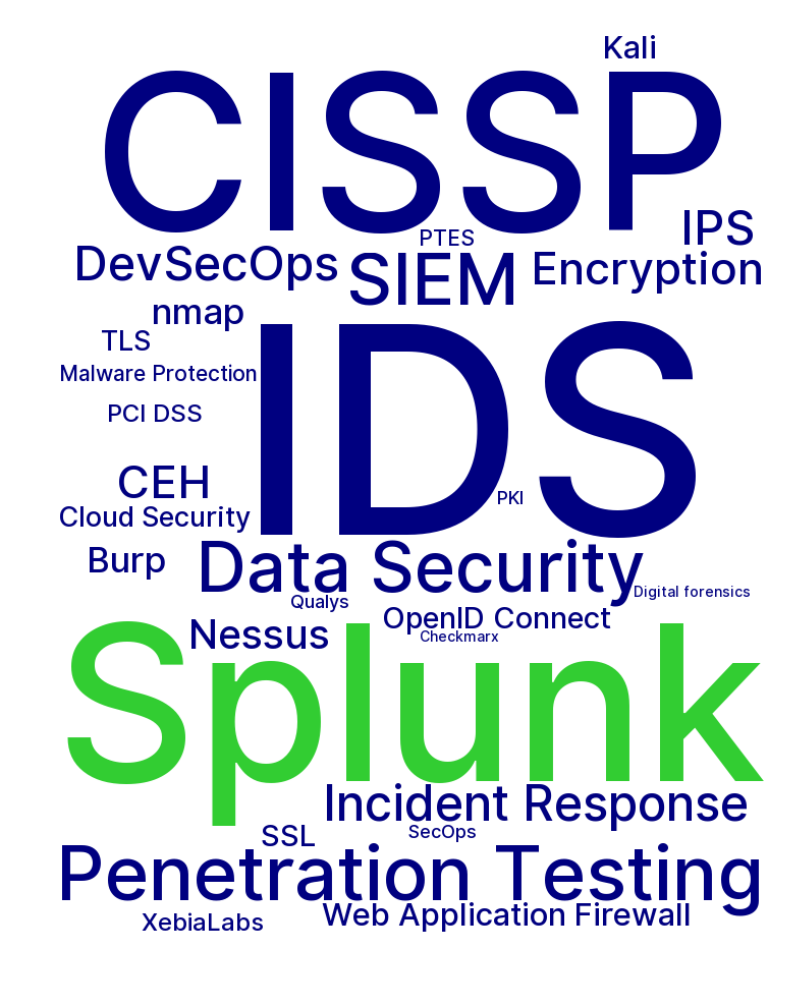 Kali
CISSP
IPS
PTES
DevSecOps
SIEM
Encryption
nmap
TLS
IDS
Malware Protection
PCI DSS
CEH
PKI
Cloud Security
Burp
Data Security
Digital forensics
Qualys
OpenID Connect
Nessus
Checkmarx
Splunk
Incident Response
SSL
SecOps
Penetration Testing
Web Application Firewall
XebiaLabs